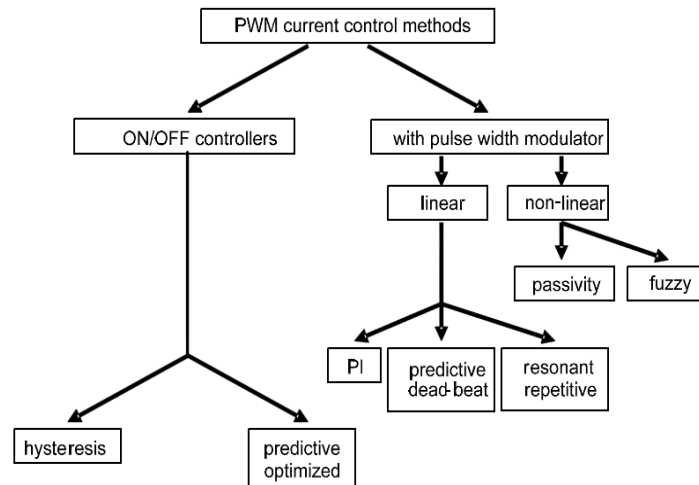 PWM current control methods
ON/OFF controllers
with pulse width modulator
linear
non-linear
passivity
fuzzy
PI
predictive
dead-beat
resonant
repetitive
hysteresis
predictive
optimized